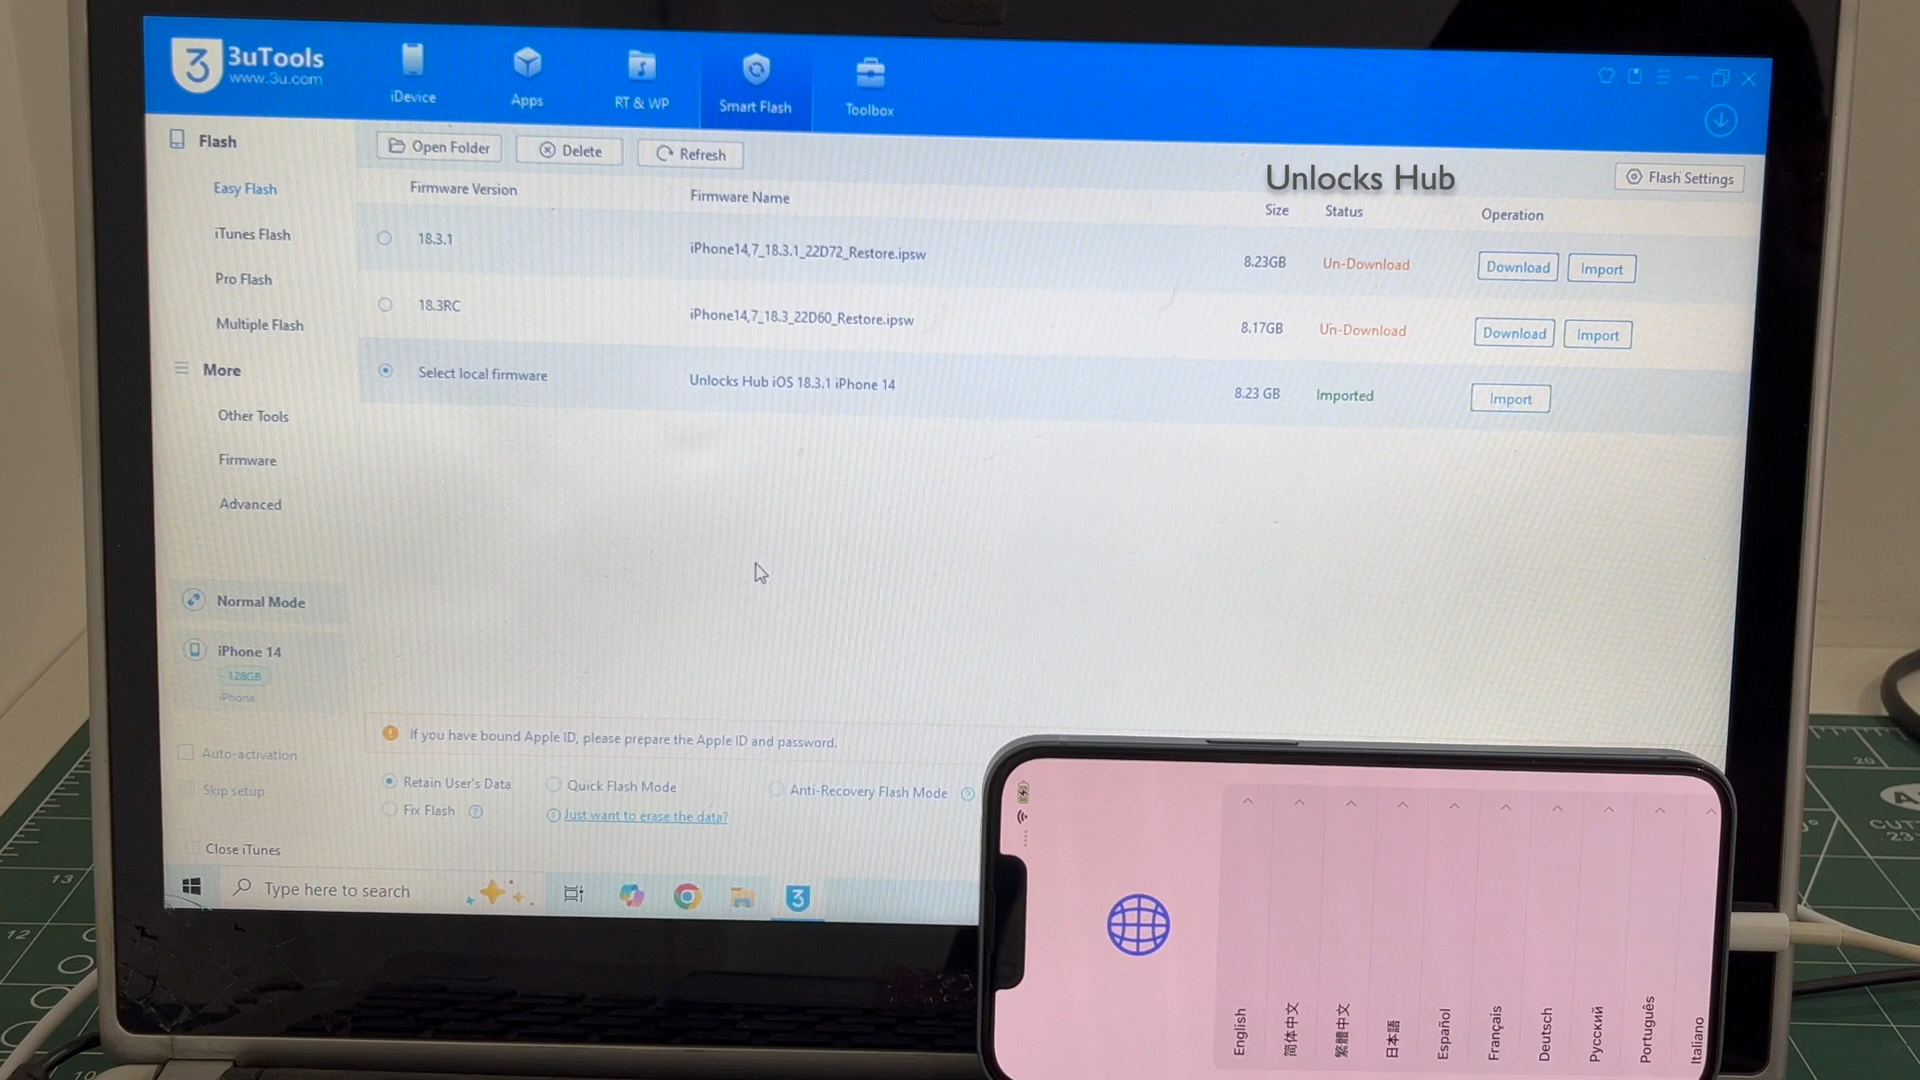 3 3uTools
www.3u.com
iDevice
Apps
RT & WP
Smart Flash
Toolbox
Flash
Easy Flash
iTunes Flash
Pro Flash
Multiple Flash
More
Other Tools
Firmware
Advanced
Normal Mode
iPhone 14
128GB
iPhone
Auto-activation
Skip setup
Close iTunes
Open Folder
Delete
Refresh
Unlocks Hub
Flash Settings
Firmware Version
Firmware Name
Size
Status
Operation
18.3.1 iPhone14,7_18.3.1_22D72_Restore.ipsw 8.23GB Un-Download Download Import
18.3RC iPhone14,7_18.3_22D60_Restore.ipsw 8.17GB Un-Download Download Import
Select local firmware Unlocks Hub iOS 18.3.1 iPhone 14 8.23 GB Imported Import
If you have bound Apple ID, please prepare the Apple ID and password.
Retain User's Data
Quick Flash Mode
Anti-Recovery Flash Mode
Fix Flash
Just want to erase the data?
Type here to search
3
English
简体中文
繁體中文
日本語
Español
Français
Deutsch
Русский
Português
Italiano
20
13
12